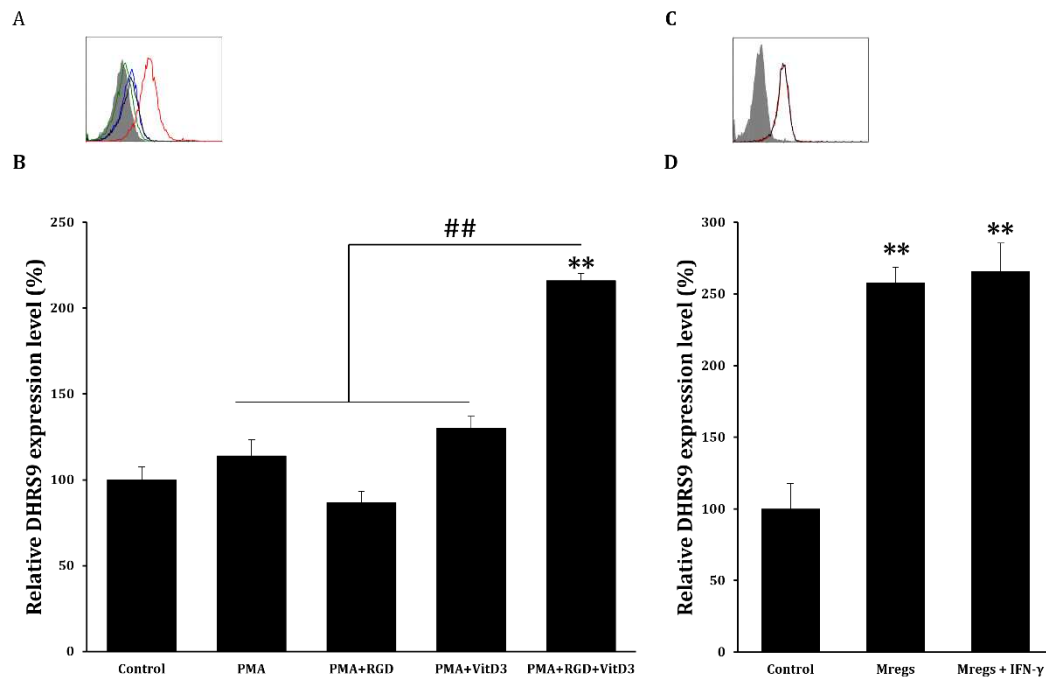 A
C
B
D
Relative DHRS9 expression level (%)
250
200
150
100
50
0
##
**
Control
PMA
PMA+RGD
PMA+VitD3
PMA+RGD+VitD3
Relative DHRS9 expression level (%)
300
250
200
150
100
50
0
**
**
Control
Mregs
Mregs + IFN-γ